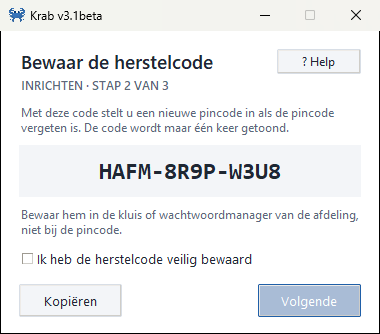 Krab v3.1beta
Bewaar de herstelcode
? Help
INRICHTEN · STAP 2 VAN 3
Met deze code stelt u een nieuwe pincode in als de pincode
vergeten is. De code wordt maar één keer getoond.
HAFM-8R9P-W3U8
Bewaar hem in de kluis of wachtwoordmanager van de afdeling,
niet bij de pincode.
Ik heb de herstelcode veilig bewaard
Kopiëren
Volgende